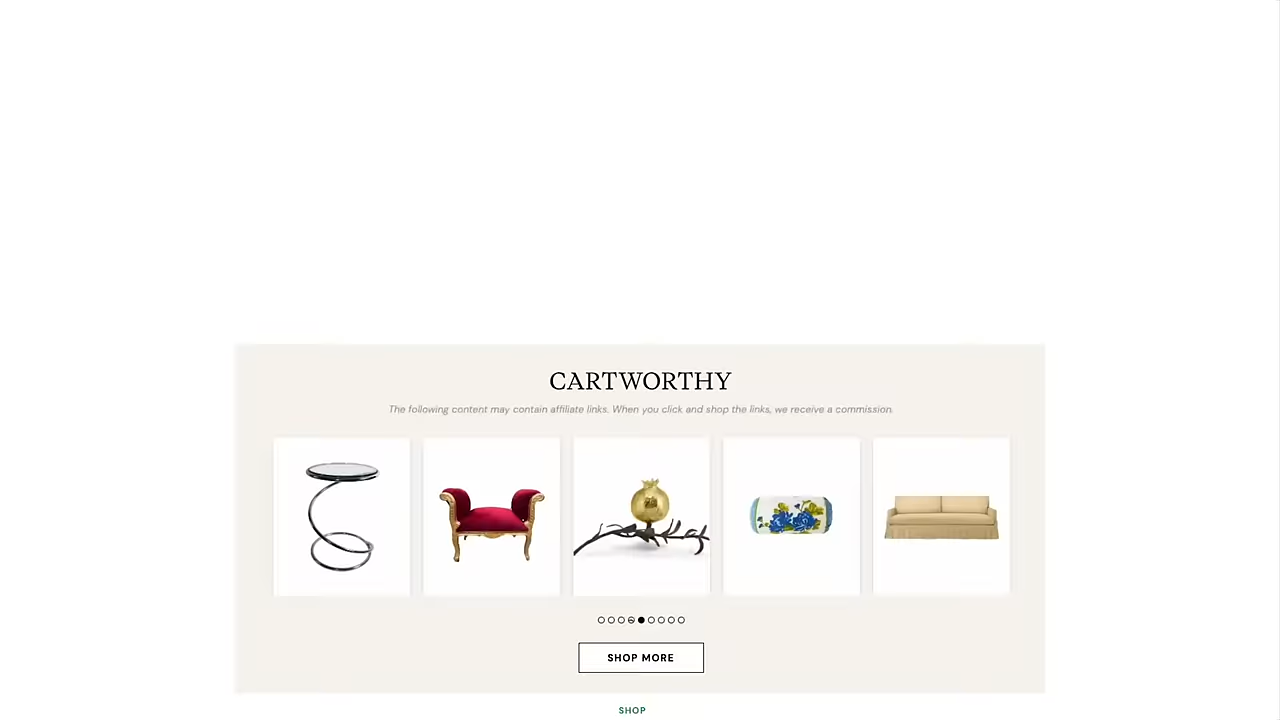 CARTWORTHY
The following content may contain affiliate links. When you click and shop the links, we receive a commission.
SHOP MORE
SHOP